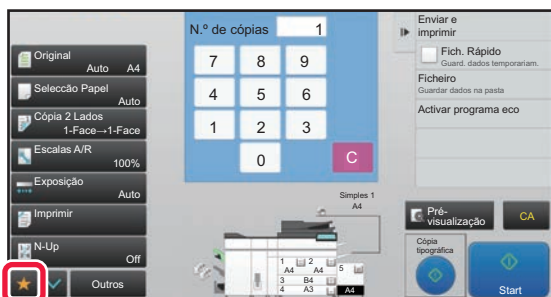 Original
Auto A4
Selecção Papel
Auto
Cópia 2 Lados
1-Face→1-Face
Escalas A/R
100%
Exposição
Auto
Imprimir
N-Up
Off
Outros
N.º de cópias 1
7 8 9
4 5 6
1 2 3
0 C
Simples 1
A4
1 2
A4 A4
3 B4
4 A3
5
A4
Enviar e
imprimir
Fich. Rápido
Guard. dados temporariam.
Ficheiro
Guardar dados na pasta
Activar programa eco
Pré-
visualização
CA
Cópia
tipográfica
Start